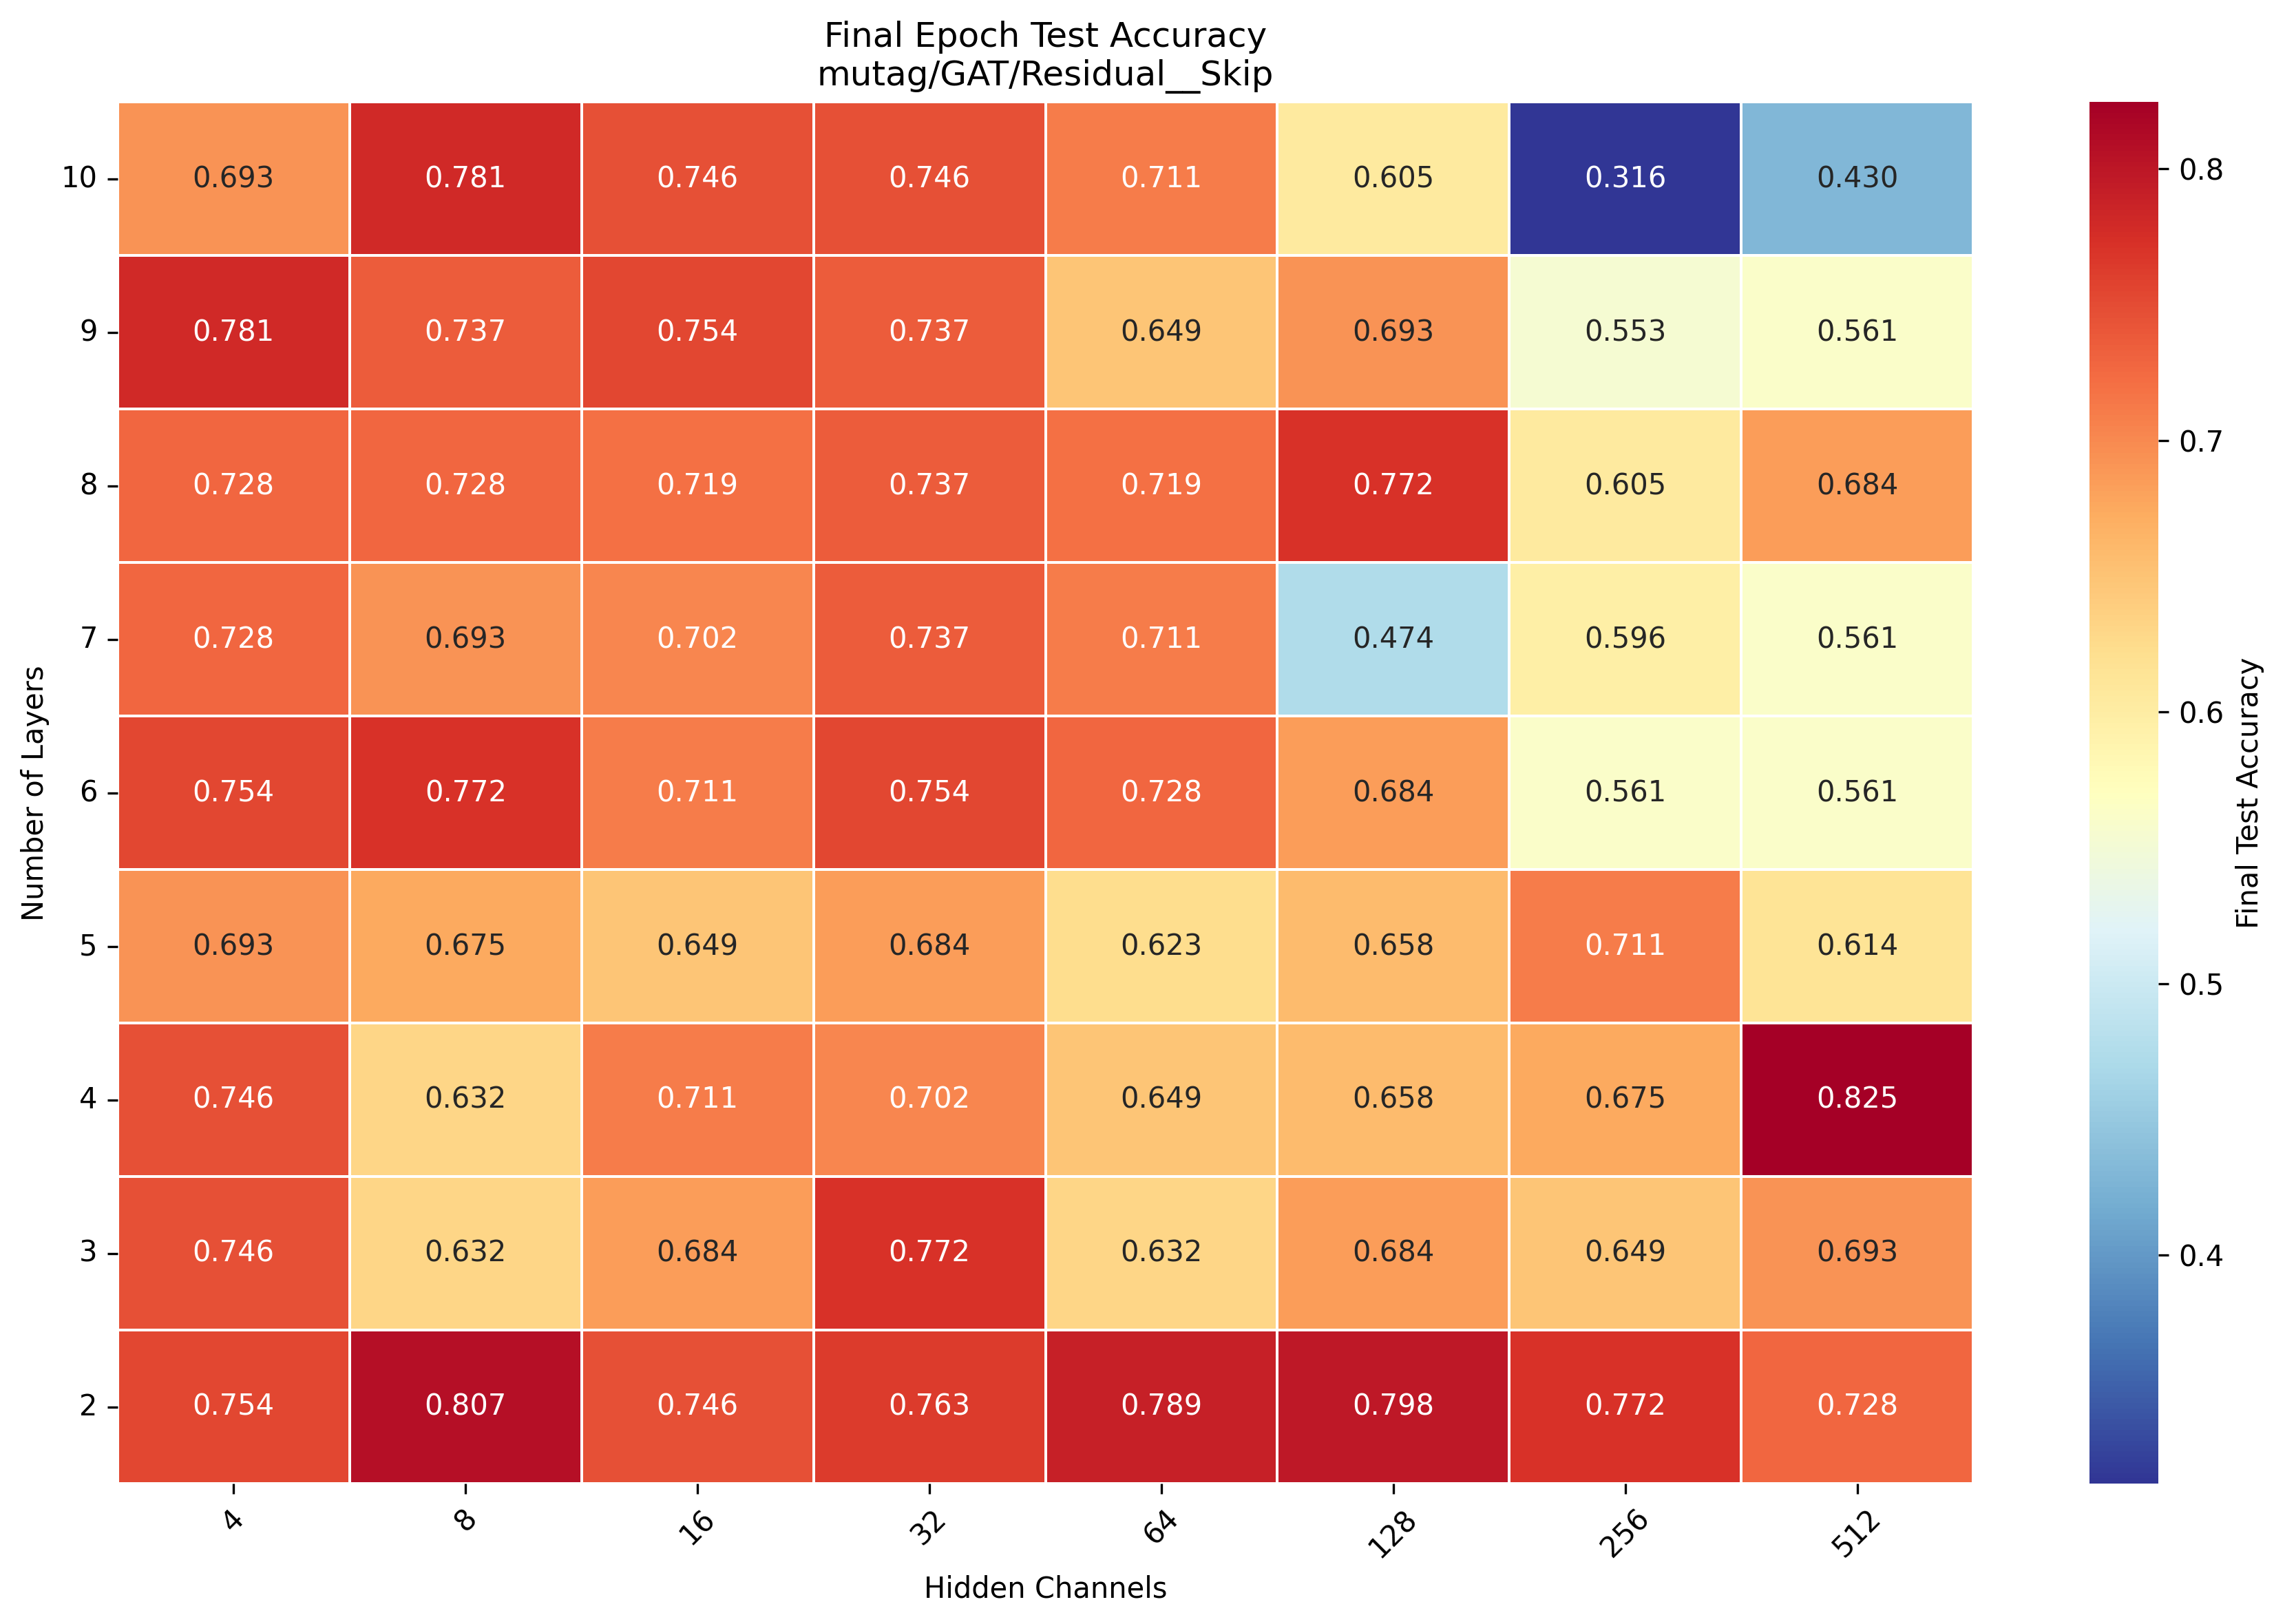 Final Epoch Test Accuracy
mutag/GAT/Residual__Skip
Number of Layers
10 0.693 0.781 0.746 0.746 0.711 0.605 0.316 0.430
9 0.781 0.737 0.754 0.737 0.649 0.693 0.553 0.561
8 0.728 0.728 0.719 0.737 0.719 0.772 0.605 0.684
7 0.728 0.693 0.702 0.737 0.711 0.474 0.596 0.561
6 0.754 0.772 0.711 0.754 0.728 0.684 0.561 0.561
5 0.693 0.675 0.649 0.684 0.623 0.658 0.711 0.614
4 0.746 0.632 0.711 0.702 0.649 0.658 0.675 0.825
3 0.746 0.632 0.684 0.772 0.632 0.684 0.649 0.693
2 0.754 0.807 0.746 0.763 0.789 0.798 0.772 0.728
4 8 16 32 64 128 256 512
Hidden Channels
0.8
0.7
0.6
0.5
0.4
Final Test Accuracy